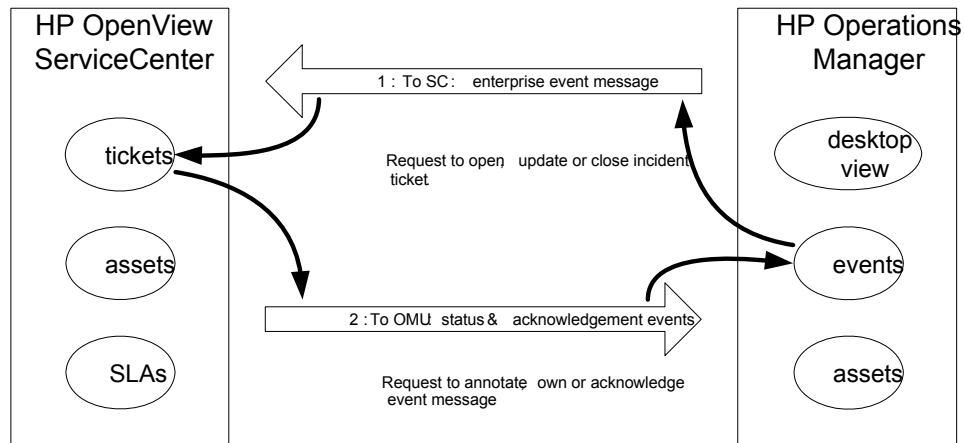 HP OpenView
ServiceCenter
tickets
assets
SLAs
1 : To SC : enterprise event message
Request to open, update or close incident
ticket.
2 : To OMU: status & acknowledgement events
Request to annotate, own or acknowledge
event message
HP Operations
Manager
desktop
view
events
assets